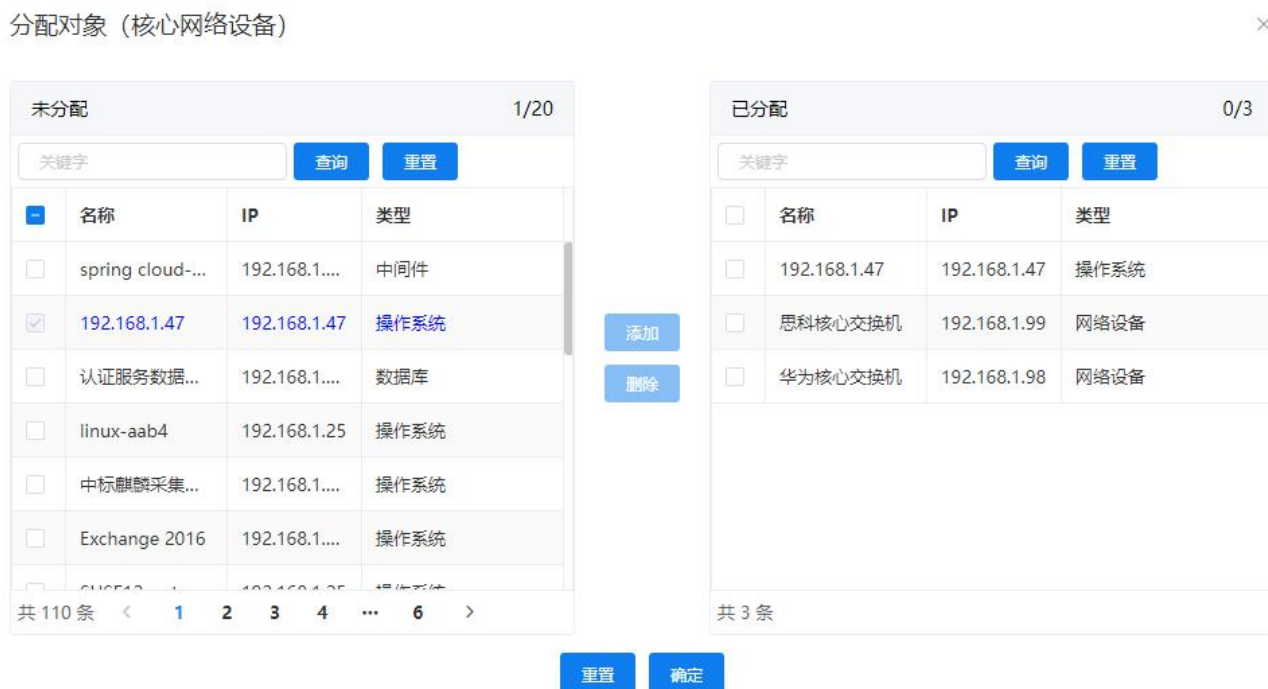 分配对象（核心网络设备）
×
未分配 1/20
关键字 查询 重置
名称 IP 类型
spring cloud-... 192.168.1.... 中间件
192.168.1.47 192.168.1.47 操作系统
认证服务数据... 192.168.1.... 数据库
linux-aab4 192.168.1.25 操作系统
中标麒麟采集... 192.168.1.... 操作系统
Exchange 2016 192.168.1.... 操作系统
192.168.1.25 操作系统
共 110 条 < 1 2 3 4 ··· 6 >
添加
删除
已分配 0/3
关键字 查询 重置
名称 IP 类型
192.168.1.47 192.168.1.47 操作系统
思科核心交换机 192.168.1.99 网络设备
华为核心交换机 192.168.1.98 网络设备
共 3 条
重置 确定